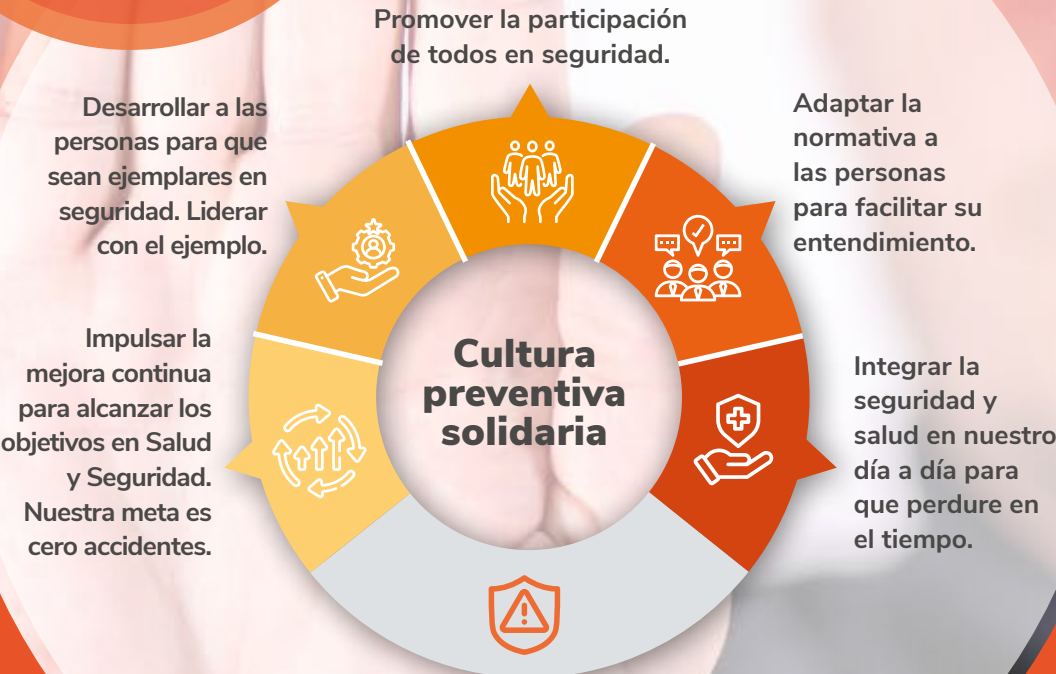 Promover la participación
de todos en seguridad.
Desarrollar a las
personas para que
sean ejemplares en
seguridad. Liderar
con el ejemplo.
Adaptar la
normativa a
las personas
para facilitar su
entendimiento.
Impulsar la
mejora continua
para alcanzar los
objetivos en Salud
y Seguridad.
Nuestra meta es
cero accidentes.
Cultura
preventiva
solidaria
Integrar la
seguridad y
salud en nuestro
día a día para
que perdure en
el tiempo.